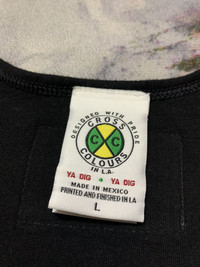 DESIGNED WITH PRIDE
CROSS
C C
COLOURS
IN L.A.
YA DIG + YA DIG
MADE IN MEXICO
PRINTED AND FINISHED IN LA
L